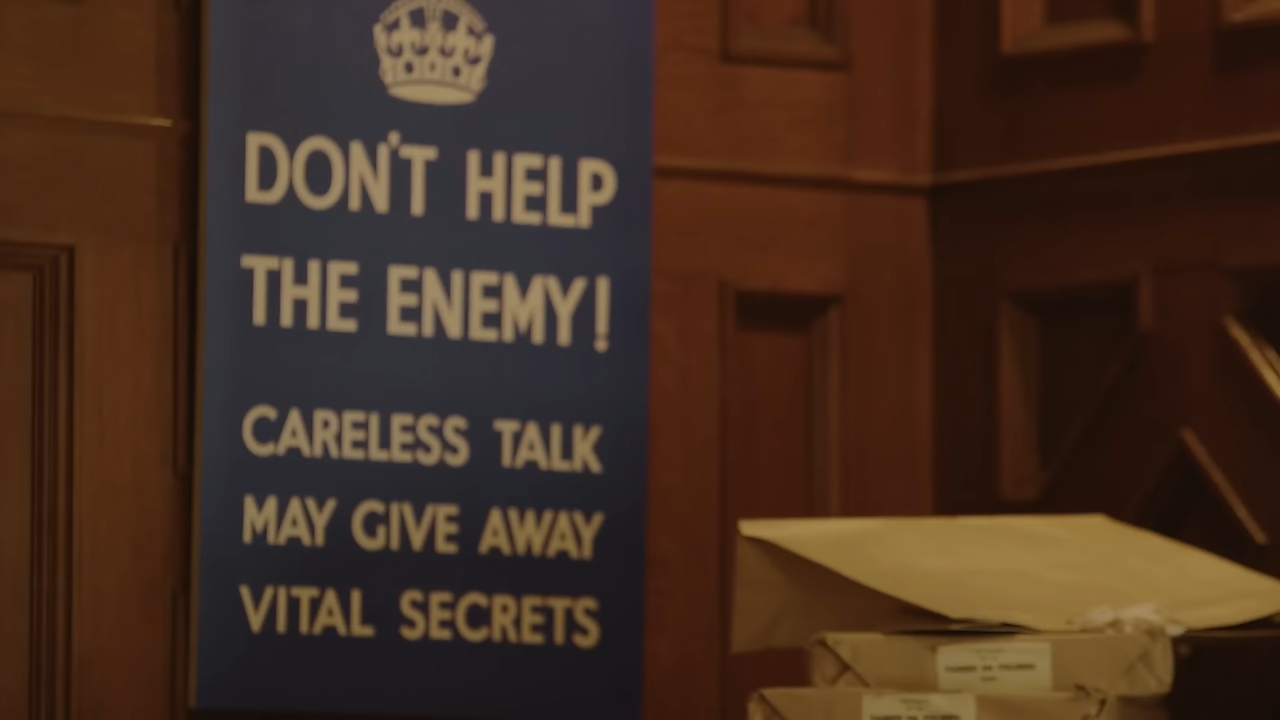 DON'T HELP
THE ENEMY!
CARELESS TALK
MAY GIVE AWAY
VITAL SECRETS